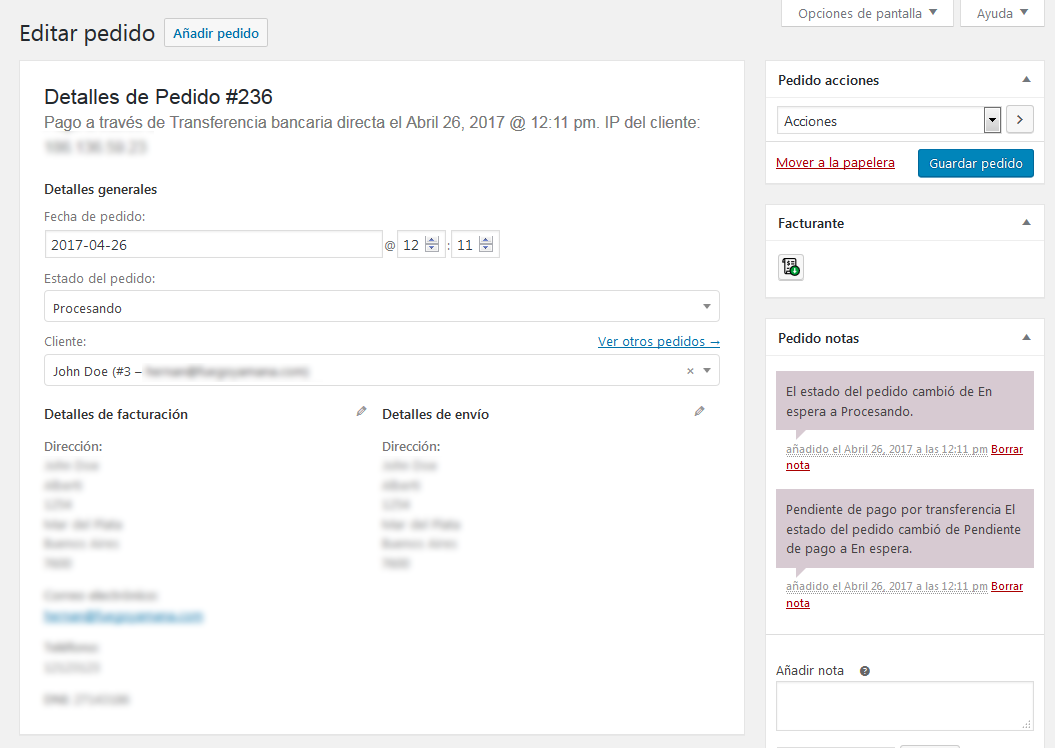 Opciones de pantalla
Ayuda
Editar pedido
Añadir pedido
Detalles de Pedido #236
Pago a través de Transferencia bancaria directa el Abril 26, 2017 @ 12:11 pm. IP del cliente:
Detalles generales
Fecha de pedido:
2017-04-26 @ 12 : 11
Estado del pedido:
Procesando
Cliente:
Ver otros pedidos →
John Doe (#3 –
×
Detalles de facturación
Dirección:
Detalles de envío
Dirección:
Pedido acciones
Acciones
Mover a la papelera
Guardar pedido
Facturante
Pedido notas
El estado del pedido cambió de En
espera a Procesando.
añadido el Abril 26, 2017 a las 12:11 pm Borrar
nota
Pendiente de pago por transferencia El
estado del pedido cambió de Pendiente
de pago a En espera.
añadido el Abril 26, 2017 a las 12:11 pm Borrar
nota
Añadir nota ?